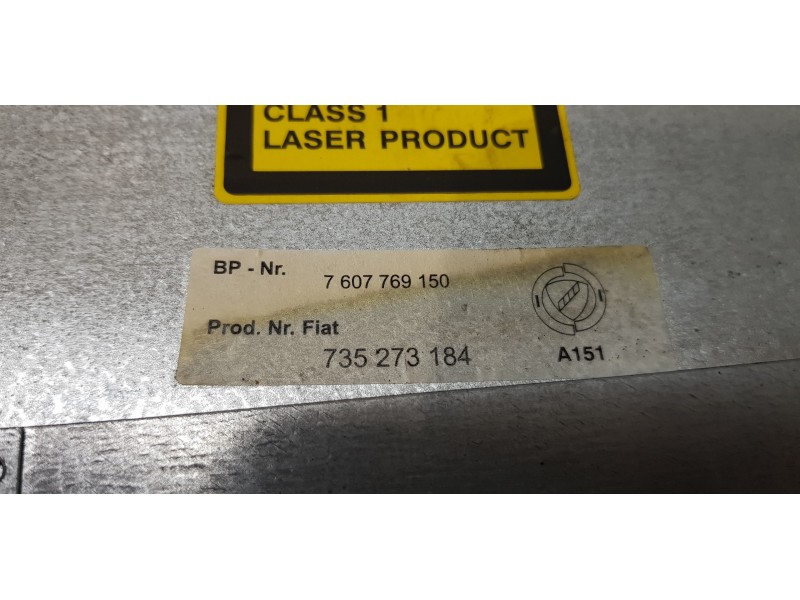 CLASS 1
LASER PRODUCT
BP - Nr. 7 607 769 150
Prod. Nr. Fiat
735 273 184 A151